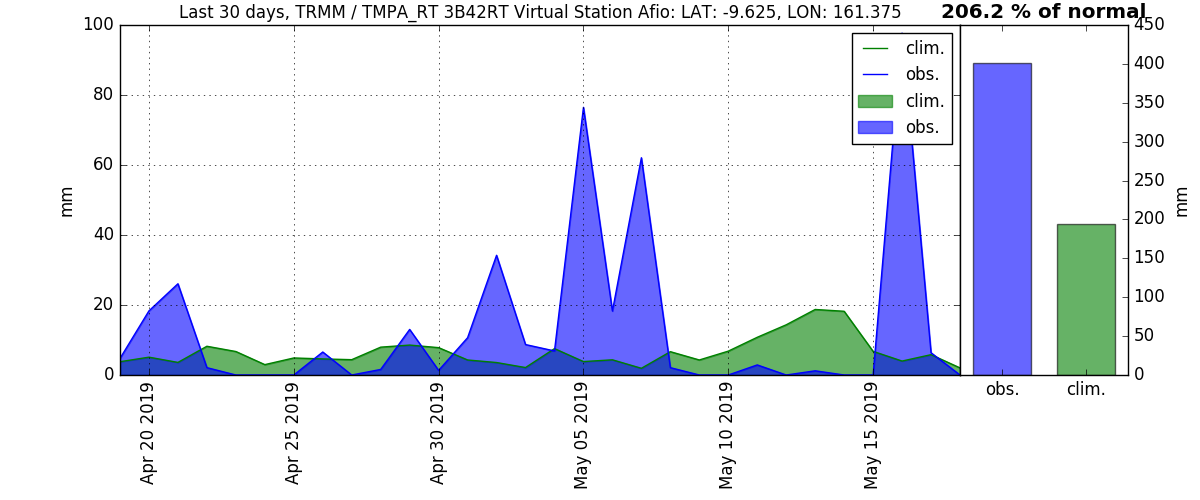 Last 30 days, TRMM / TMPA_RT 3B42RT Virtual Station Afio: LAT: -9.625, LON: 161.375
206.2 % of normal
100
80
60
40
20
0
mm
clim.
obs.
clim.
obs.
Apr 20 2019
Apr 25 2019
Apr 30 2019
May 05 2019
May 10 2019
May 15 2019
450
400
350
300
250
200
150
100
50
0
mm
obs.
clim.